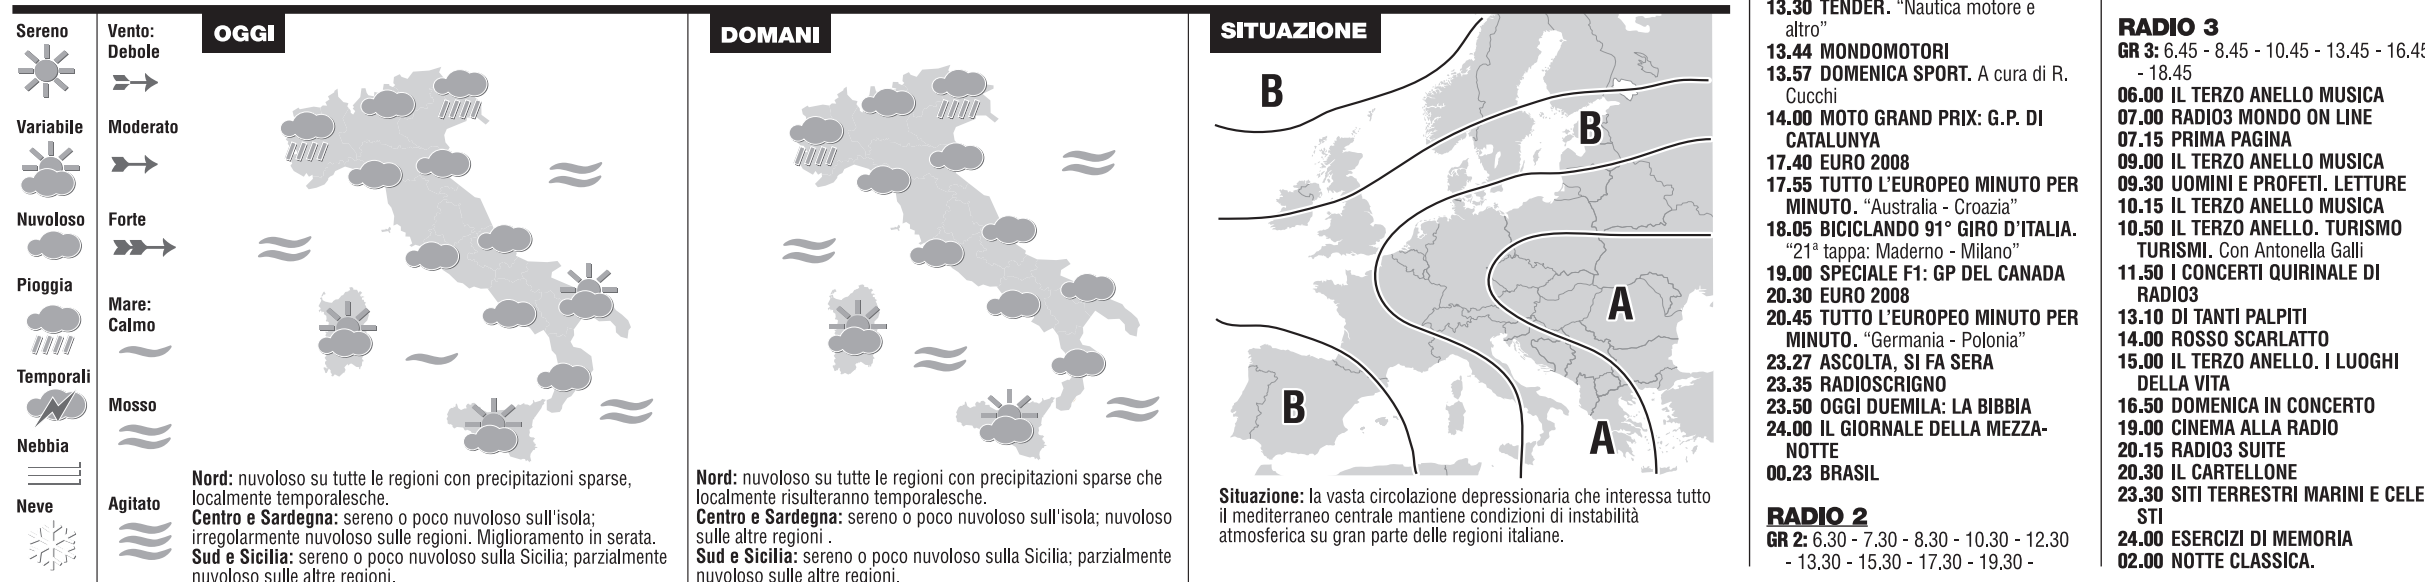 Sereno
Variabile
Nuvoloso
Pioggia
Temporali
Nebbia
Neve
Vento:
Debole
Moderato
Forte
Mare:
Calmo
Mosso
Agitato
OGGI
Nord: nuvoloso su tutte le regioni con precipitazioni sparse,
localmente temporalesche.
Centro e Sardegna: sereno o poco nuvoloso sull'isola;
irregolarmente nuvoloso sulle regioni. Miglioramento in serata.
Sud e Sicilia: sereno o poco nuvoloso sulla Sicilia; parzialmente
nuvoloso sulle altre regioni.
DOMANI
Nord: nuvoloso su tutte le regioni con precipitazioni sparse che
localmente risulteranno temporalesche.
Centro e Sardegna: sereno o poco nuvoloso sull'isola; nuvoloso
sulle altre regioni .
Sud e Sicilia: sereno o poco nuvoloso sulla Sicilia; parzialmente
nuvoloso sulle altre regioni.
SITUAZIONE
B
B
A
B
A
Situazione: la vasta circolazione depressionaria che interessa tutto
il mediterraneo centrale mantiene condizioni di instabilità
atmosferica su gran parte delle regioni italiane.
13.30 TENDER. “Nautica motore e
altro”
13.44 MONDOMOTORI
13.57 DOMENICA SPORT. A cura di R.
Cucchi
14.00 MOTO GRAND PRIX: G.P. DI
CATALUNYA
17.40 EURO 2008
17.55 TUTTO L’EUROPEO MINUTO PER
MINUTO. “Australia - Croazia”
18.05 BICICLANDO 91° GIRO D’ITALIA.
“21ª tappa: Maderno - Milano”
19.00 SPECIALE F1: GP DEL CANADA
20.30 EURO 2008
20.45 TUTTO L’EUROPEO MINUTO PER
MINUTO. “Germania - Polonia”
23.27 ASCOLTA, SI FA SERA
23.35 RADIOSCRIGNO
23.50 OGGI DUEMILA: LA BIBBIA
24.00 IL GIORNALE DELLA MEZZA-
NOTTE
00.23 BRASIL
RADIO 2
GR 2: 6.30 - 7.30 - 8.30 - 10.30 - 12.30
- 13.30 - 15.30 - 17.30 - 19.30 -
RADIO 3
GR 3: 6.45 - 8.45 - 10.45 - 13.45 - 16.45
- 18.45
06.00 IL TERZO ANELLO MUSICA
07.00 RADIO3 MONDO ON LINE
07.15 PRIMA PAGINA
09.00 IL TERZO ANELLO MUSICA
09.30 UOMINI E PROFETI. LETTURE
10.15 IL TERZO ANELLO MUSICA
10.50 IL TERZO ANELLO. TURISMO
TURISMI. Con Antonella Galli
11.50 I CONCERTI QUIRINALE DI
RADIO3
13.10 DI TANTI PALPITI
14.00 ROSSO SCARLATTO
15.00 IL TERZO ANELLO. I LUOGHI
DELLA VITA
16.50 DOMENICA IN CONCERTO
19.00 CINEMA ALLA RADIO
20.15 RADIO3 SUITE
20.30 IL CARTELLONE
23.30 SITI TERRESTRI MARINI E CELE
STI
24.00 ESERCIZI DI MEMORIA
02.00 NOTTE CLASSICA.